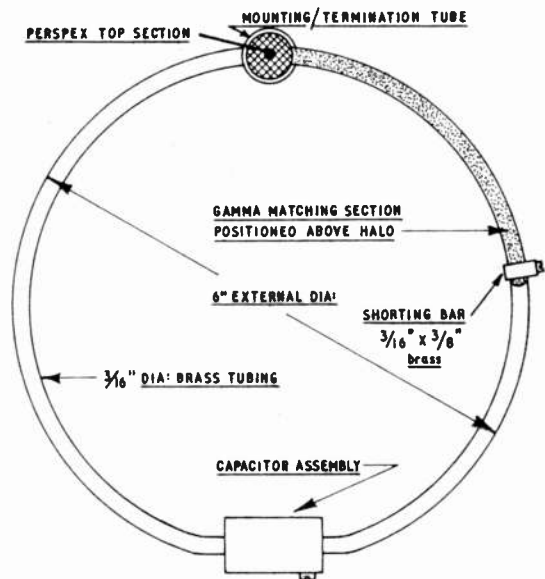 MOUNTING/TERMINATION TUBE
PERSPEX TOP SECTION
GAMMA MATCHING SECTION
POSITIONED ABOVE HALO
6" EXTERNAL DIA:
SHORTING BAR
3/16" x 3/8"
brass
3/16" DIA: BRASS TUBING
CAPACITOR ASSEMBLY